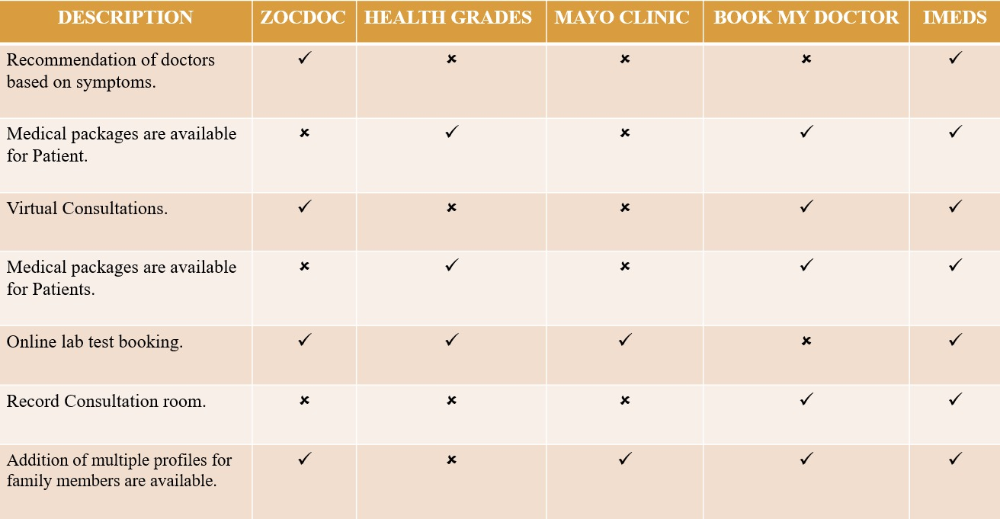 DESCRIPTION ZOCDOC HEALTH GRADES MAYO CLINIC BOOK MY DOCTOR IMEDS
Recommendation of doctors ✓ ✘ ✘ ✘ ✓
based on symptoms.
Medical packages are available ✘ ✓ ✘ ✓ ✓
for Patient.
Virtual Consultations. ✓ ✘ ✘ ✓ ✓
Medical packages are available ✘ ✓ ✘ ✓ ✓
for Patients.
Online lab test booking. ✓ ✓ ✓ ✘ ✓
Record Consultation room. ✘ ✘ ✘ ✓ ✓
Addition of multiple profiles for ✓ ✘ ✓ ✓ ✓
family members are available.